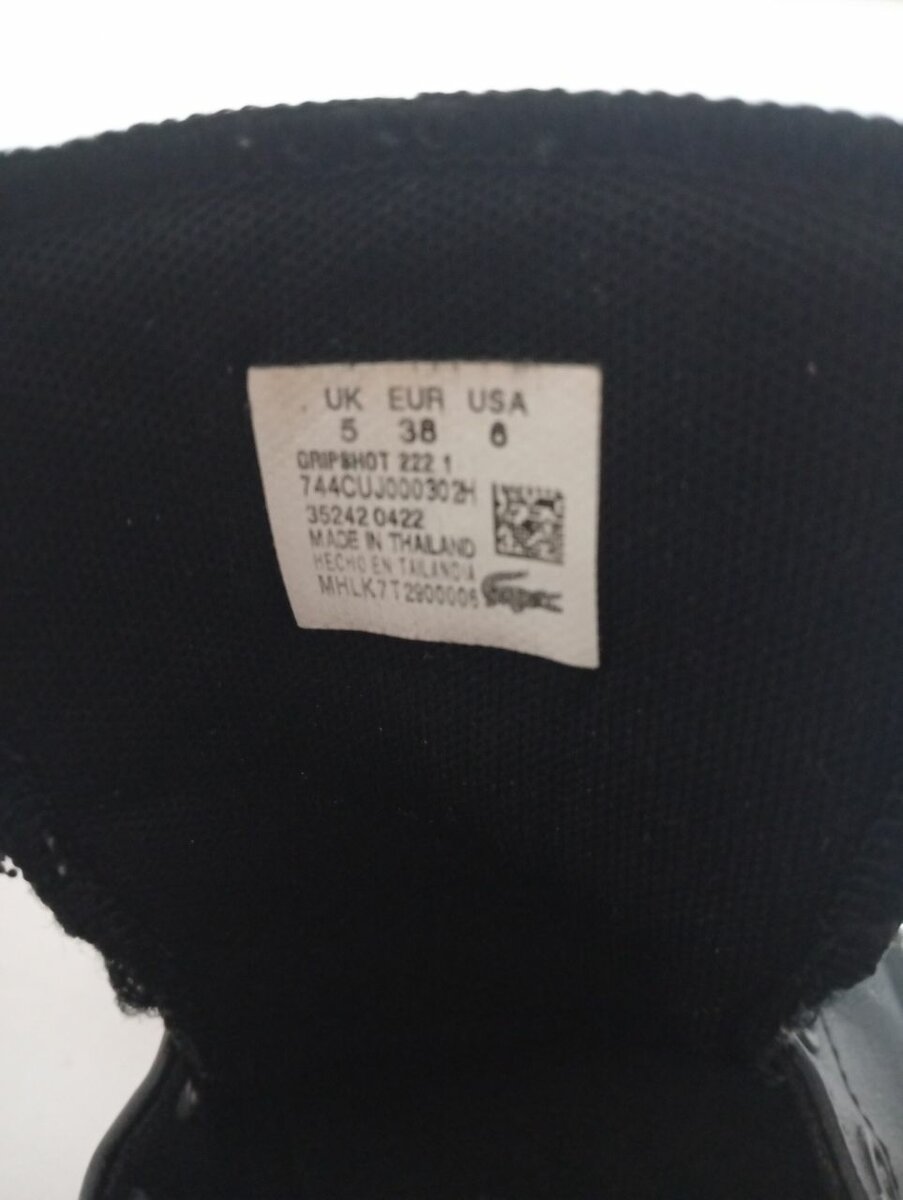 UK EUR USA
5 38 6
GRIPSHOT 222 1
744CUJ000302H
35242 0422
MADE IN THAILAND
HECHO EN TAILANDIA
MHLK7T2900006